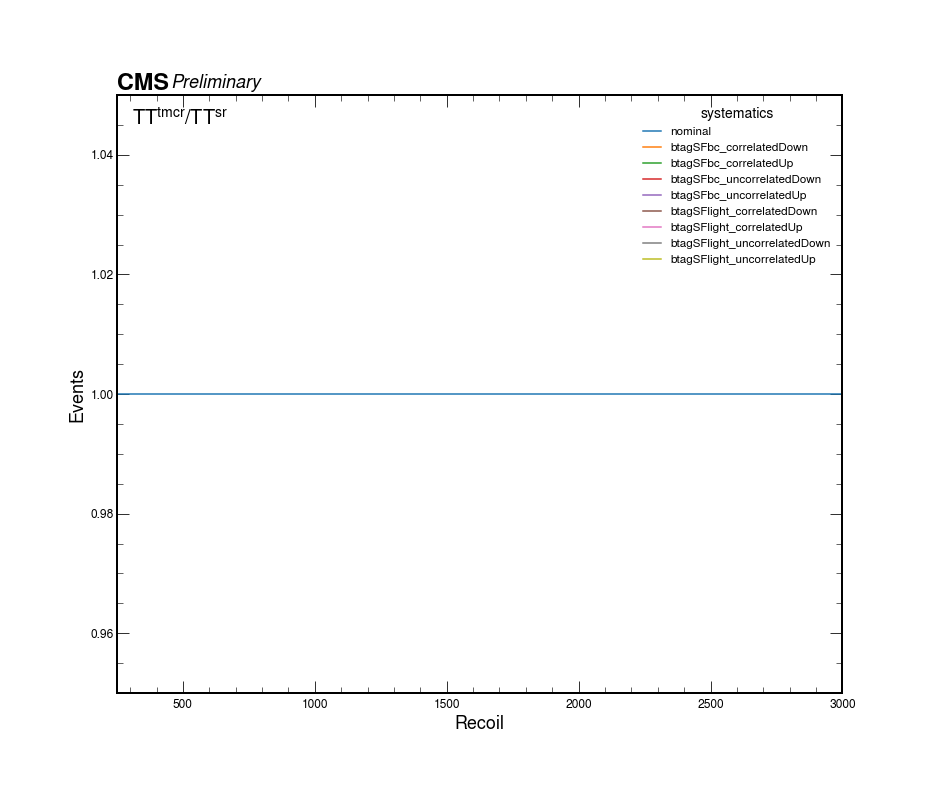 CMS Preliminary
TT^tmcr/TT^sr
systematics
nominal
btagSFbc_correlatedDown
btagSFbc_correlatedUp
btagSFbc_uncorrelatedDown
btagSFbc_uncorrelatedUp
btagSFlight_correlatedDown
btagSFlight_correlatedUp
btagSFlight_uncorrelatedDown
btagSFlight_uncorrelatedUp
1.04
1.02
1.00
0.98
0.96
Events
500 1000 1500 2000 2500 3000
Recoil